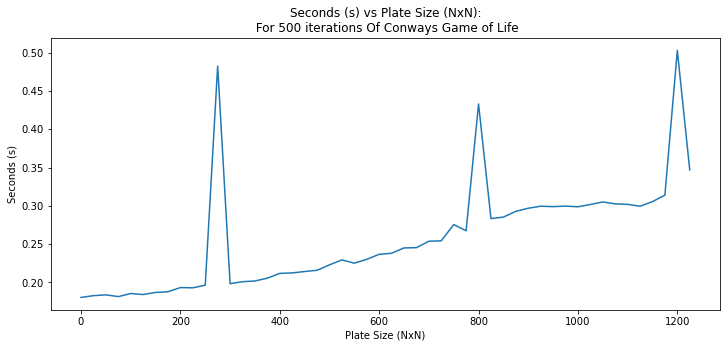 Seconds (s) vs Plate Size (NxN):
For 500 iterations Of Conways Game of Life
0.50
0.45
0.40
0.35
0.30
0.25
0.20
Seconds (s)
0 200 400 600 800 1000 1200
Plate Size (NxN)